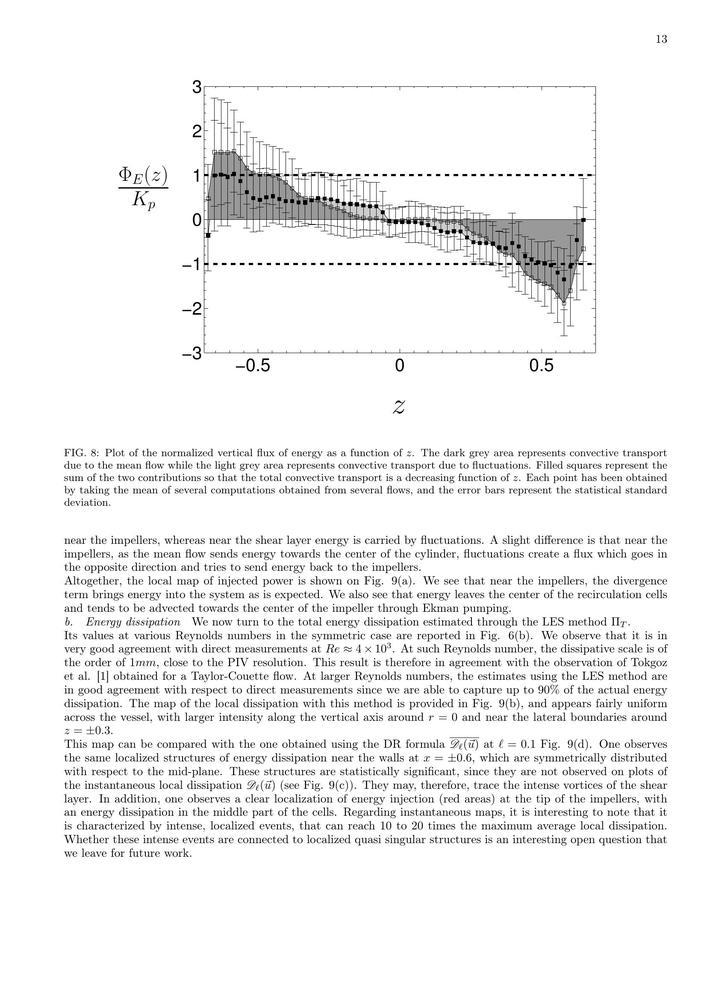 13
3
2
1
0
−1
−2
−3
−0.5
0
0.5
Φ_E(z)
K_p
z
FIG. 8: Plot of the normalized vertical flux of energy as a function of z. The dark grey area represents convective transport
due to the mean flow while the light grey area represents convective transport due to fluctuations. Filled squares represent the
sum of the two contributions so that the total convective transport is a decreasing function of z. Each point has been obtained
by taking the mean of several computations obtained from several flows, and the error bars represent the statistical standard
deviation.
near the impellers, whereas near the shear layer energy is carried by fluctuations. A slight difference is that near the
impellers, as the mean flow sends energy towards the center of the cylinder, fluctuations create a flux which goes in
the opposite direction and tries to send energy back to the impellers.
Altogether, the local map of injected power is shown on Fig. 9(a). We see that near the impellers, the divergence
term brings energy into the system as is expected. We also see that energy leaves the center of the recirculation cells
and tends to be advected towards the center of the impeller through Ekman pumping.
b. Energy dissipation We now turn to the total energy dissipation estimated through the LES method Π_T.
Its values at various Reynolds numbers in the symmetric case are reported in Fig. 6(b). We observe that it is in
very good agreement with direct measurements at Re ≈ 4 × 10³. At such Reynolds number, the dissipative scale is of
the order of 1mm, close to the PIV resolution. This result is therefore in agreement with the observation of Tokgoz
et al. [1] obtained for a Taylor-Couette flow. At larger Reynolds numbers, the estimates using the LES method are
in good agreement with respect to direct measurements since we are able to capture up to 90% of the actual energy
dissipation. The map of the local dissipation with this method is provided in Fig. 9(b), and appears fairly uniform
across the vessel, with larger intensity along the vertical axis around r = 0 and near the lateral boundaries around
z = ±0.3.
This map can be compared with the one obtained using the DR formula \overline{𝒟_ℓ(u⃗)} at ℓ = 0.1 Fig. 9(d). One observes
the same localized structures of energy dissipation near the walls at x = ±0.6, which are symmetrically distributed
with respect to the mid-plane. These structures are statistically significant, since they are not observed on plots of
the instantaneous local dissipation 𝒟_ℓ(u⃗) (see Fig. 9(c)). They may, therefore, trace the intense vortices of the shear
layer. In addition, one observes a clear localization of energy injection (red areas) at the tip of the impellers, with
an energy dissipation in the middle part of the cells. Regarding instantaneous maps, it is interesting to note that it
is characterized by intense, localized events, that can reach 10 to 20 times the maximum average local dissipation.
Whether these intense events are connected to localized quasi singular structures is an interesting open question that
we leave for future work.